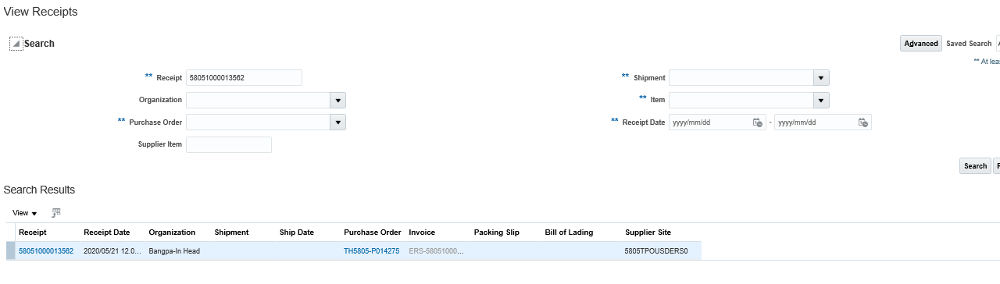 View Receipts
Search
Advanced Saved Search
** At lea
** Receipt 58051000013562 ** Shipment
Organization ** Item
** Purchase Order ** Receipt Date yyyy/mm/dd - yyyy/mm/dd
Supplier Item
Search
Search Results
View
Receipt Receipt Date Organization Shipment Ship Date Purchase Order Invoice Packing Slip Bill of Lading Supplier Site
58051000013562 2020/05/21 12.0... Bangpa-In Head TH5805-P014275 ERS-58051000... 5805TPOUSDERS0